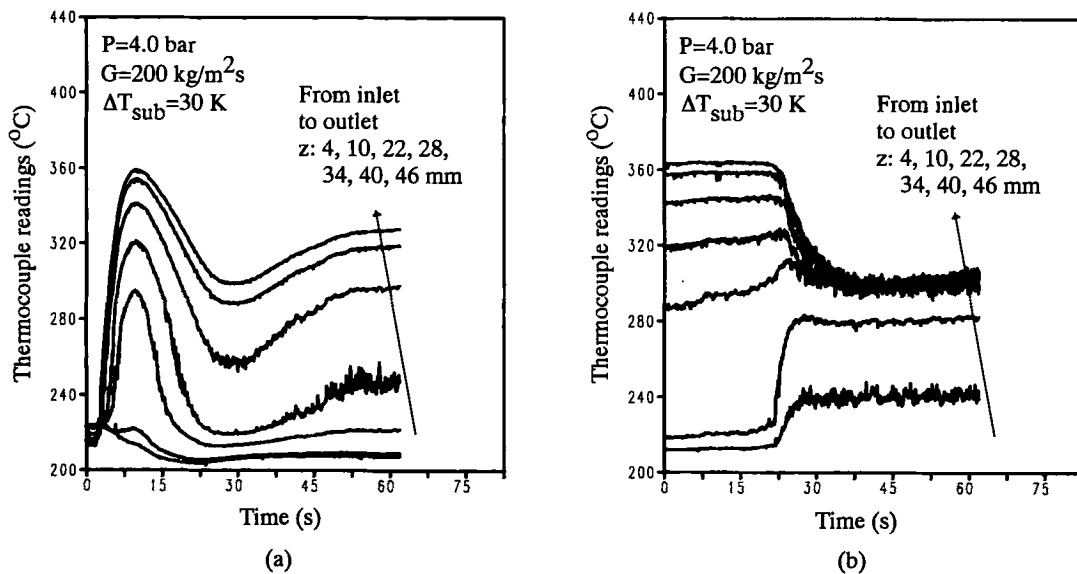 440
400
360
320
280
240
200
Thermocouple readings (°C)
P=4.0 bar
G=200 kg/m²s
ΔT_sub=30 K
From inlet
to outlet
z: 4, 10, 22, 28,
34, 40, 46 mm
0 15 30 45 60 75
Time (s)
(a)
440
400
360
320
280
240
200
Thermocouple readings (°C)
P=4.0 bar
G=200 kg/m²s
ΔT_sub=30 K
From inlet
to outlet
z: 4, 10, 22, 28,
34, 40, 46 mm
0 15 30 45 60 75
Time (s)
(b)